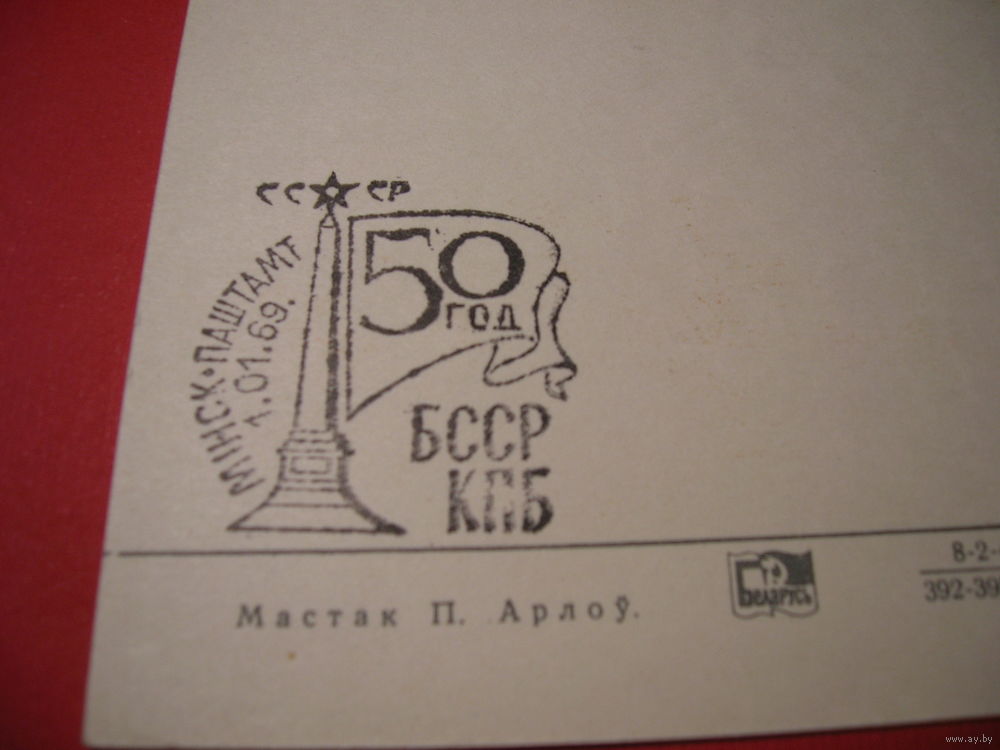 СССР
МІНСК·ПАШТАМТ
1.01.69.
50
год
БССР
КПБ
Мастак П. Арлоў.
Беларусь
8-2-
392-39
www.ay.by